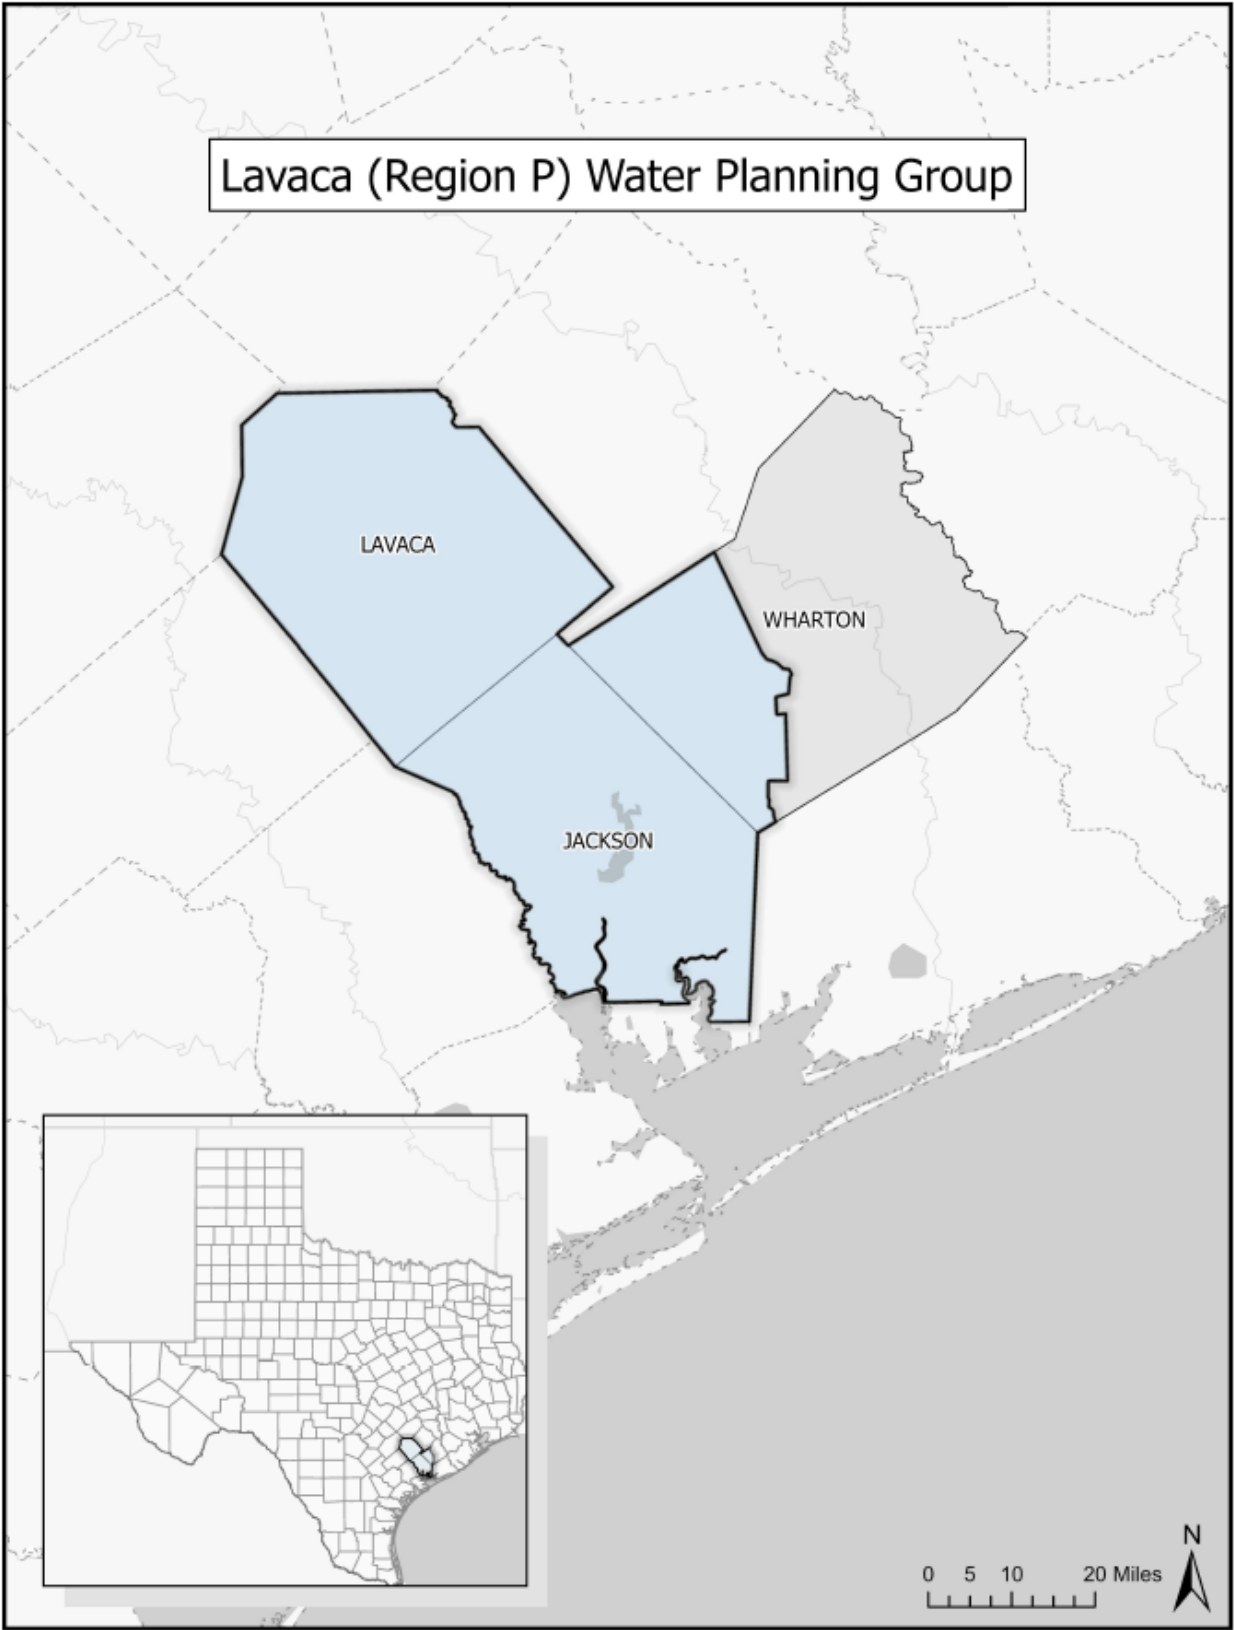 Lavaca (Region P) Water Planning Group
LAVACA
WHARTON
JACKSON
N
0 5 10 20 Miles